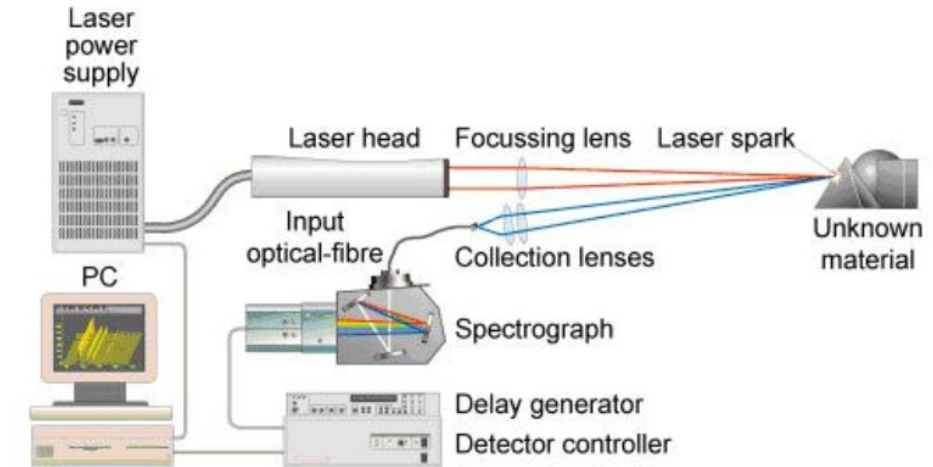 Laser
power
supply
Laser head
Focussing lens
Laser spark
Input
optical-fibre
Collection lenses
Unknown
material
PC
Spectrograph
Delay generator
Detector controller